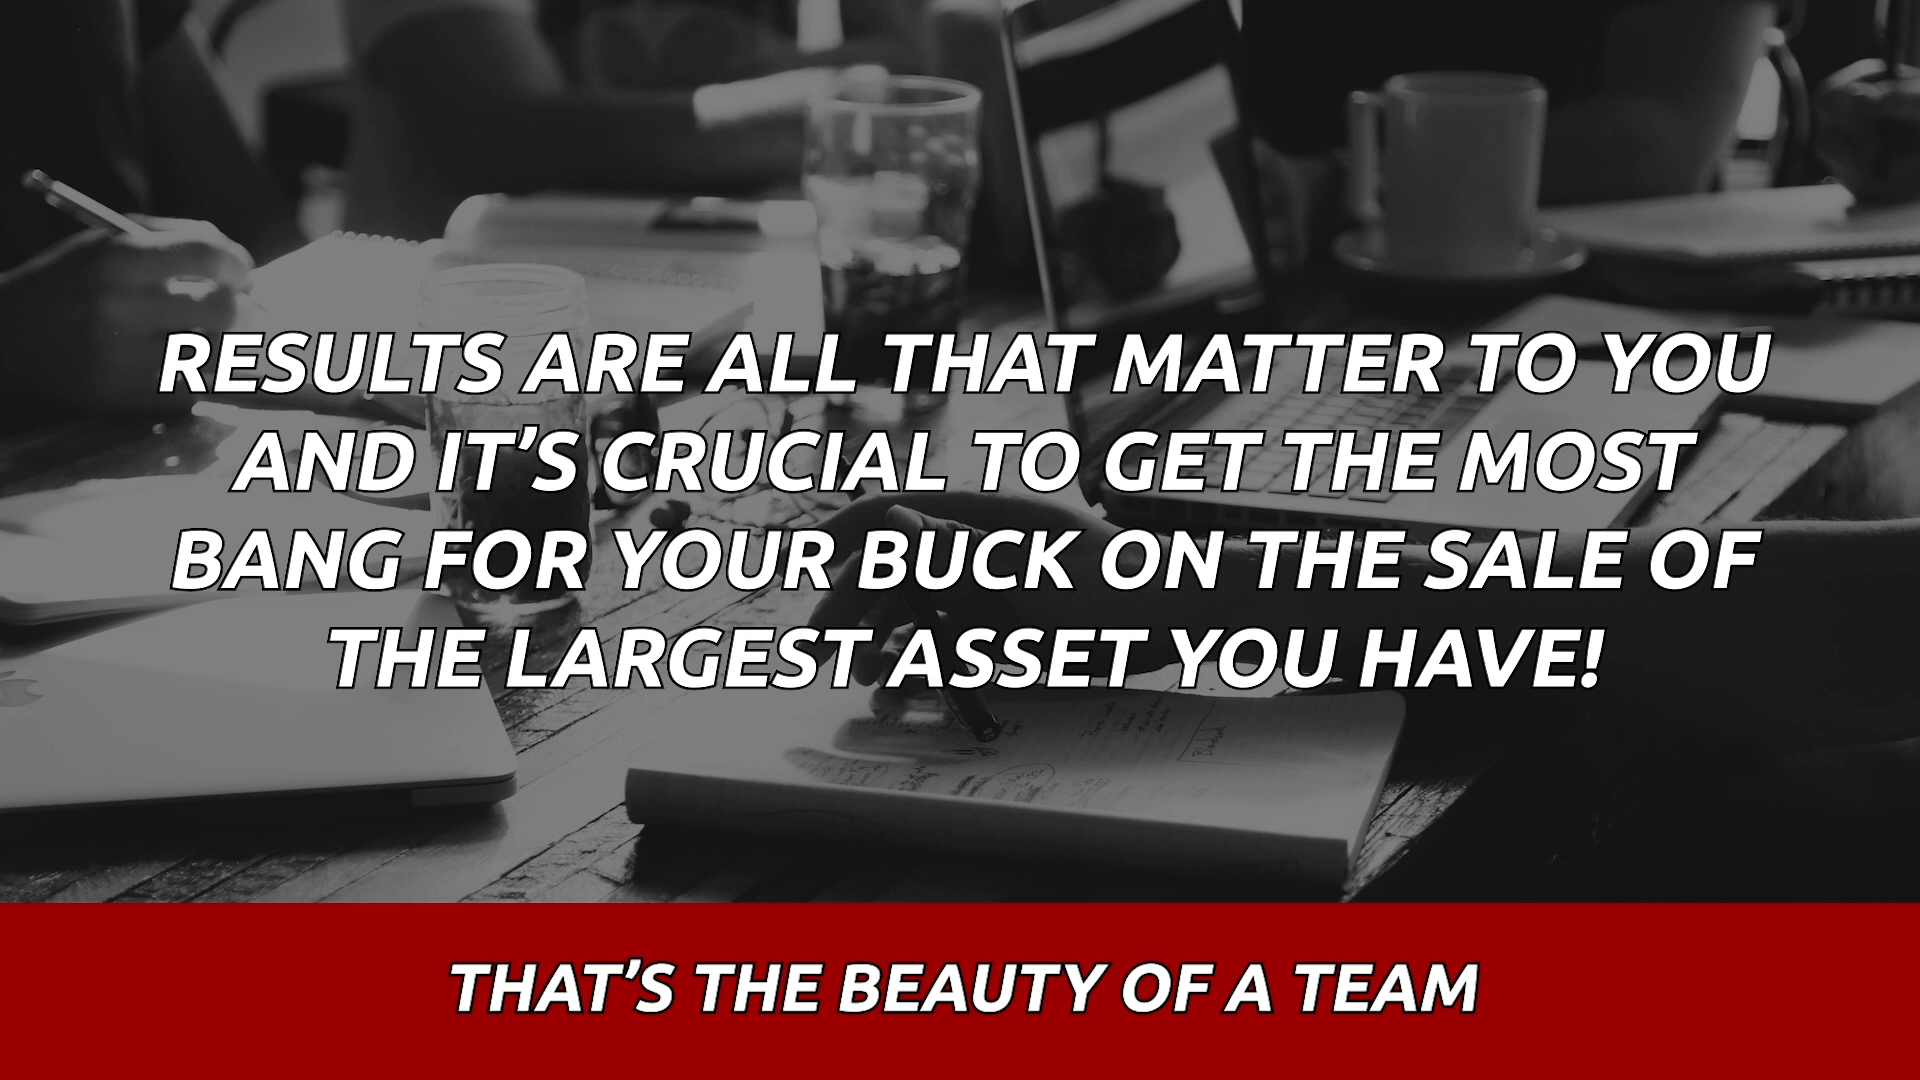 RESULTS ARE ALL THAT MATTER TO YOU
AND IT’S CRUCIAL TO GET THE MOST
BANG FOR YOUR BUCK ON THE SALE OF
THE LARGEST ASSET YOU HAVE!
THAT’S THE BEAUTY OF A TEAM